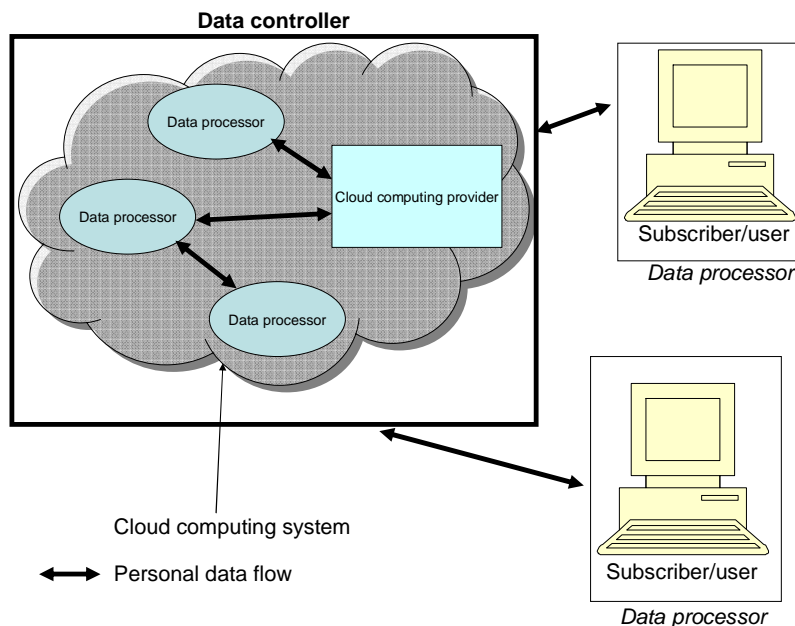 Data controller
Data processor
Cloud computing provider
Data processor
Data processor
Subscriber/user
Data processor
Cloud computing system
Personal data flow
Subscriber/user
Data processor